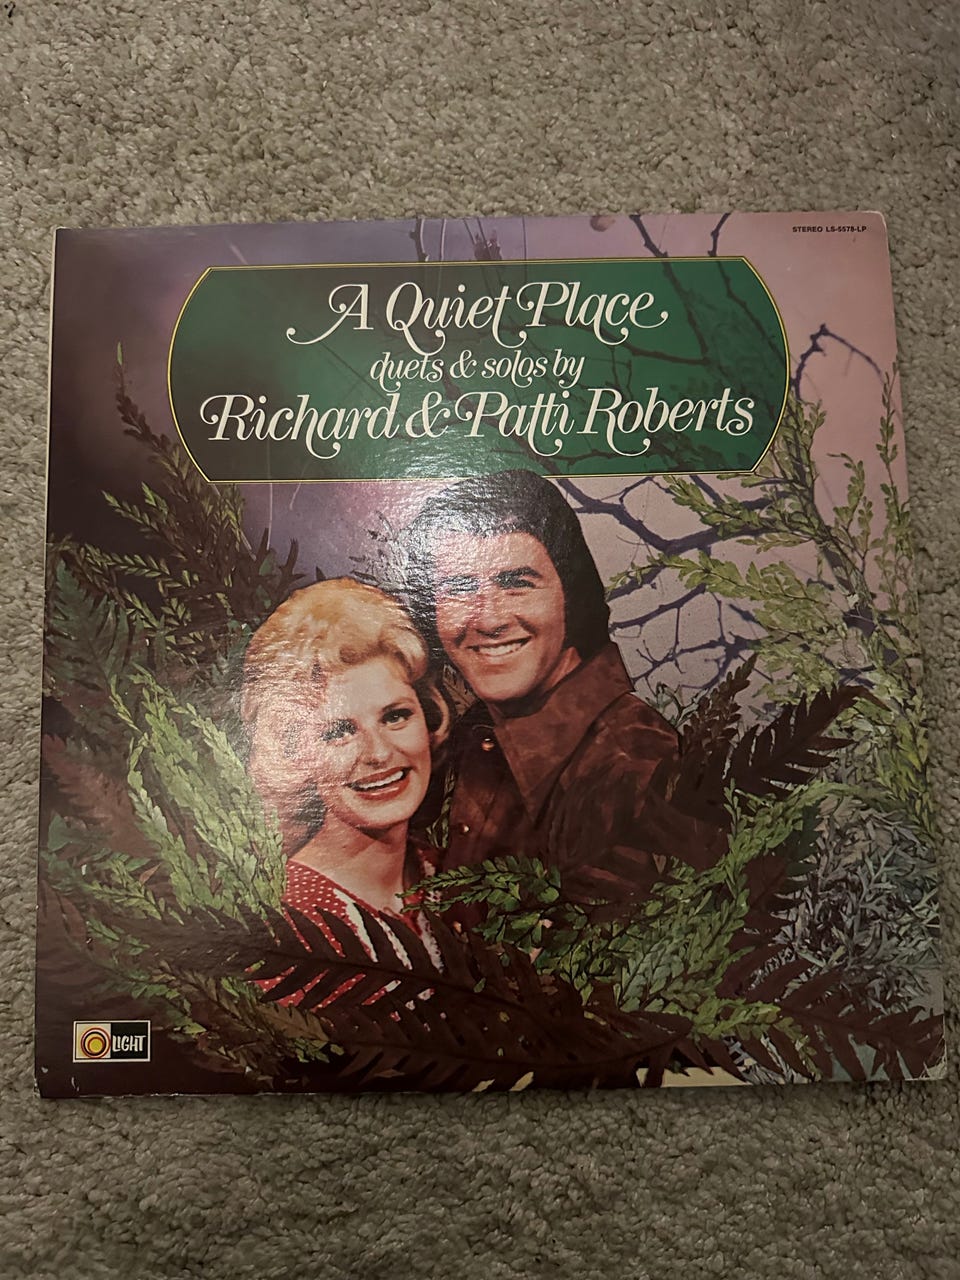 STEREO LS-5578-LP
A Quiet Place
duets & solos by
Richard & Patti Roberts
LIGHT